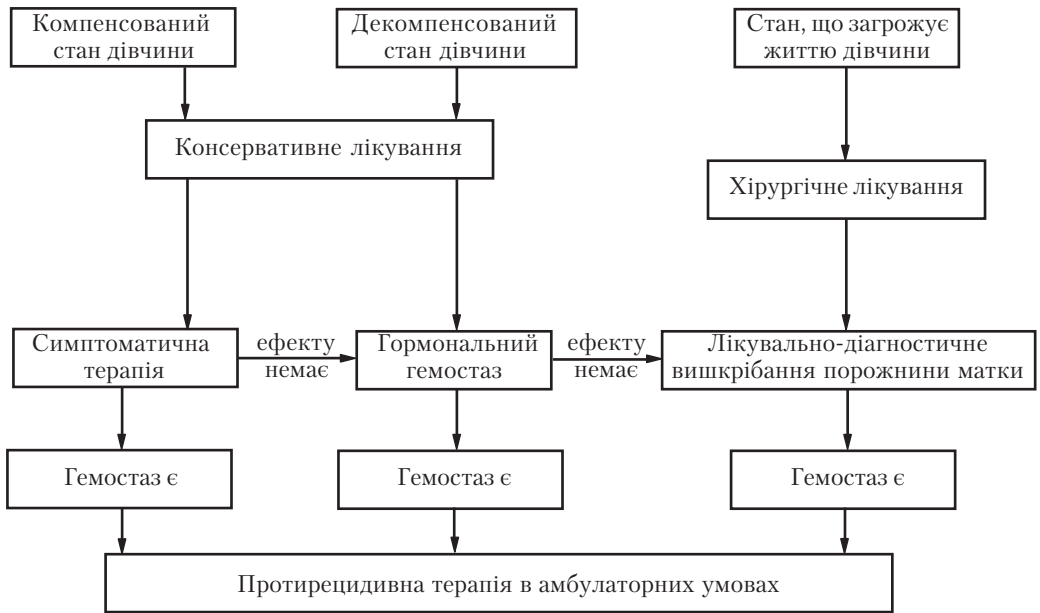 Компенсований
стан дівчини
Декомпенсований
стан дівчини
Стан, що загрожує
життю дівчини
Консервативне лікування
Хірургічне лікування
Симптоматична
терапія
ефекту
немає
Гормональний
гемостаз
ефекту
немає
Лікувально-діагностичне
вишкрібання порожнини матки
Гемостаз є
Гемостаз є
Гемостаз є
Протирецидивна терапія в амбулаторних умовах